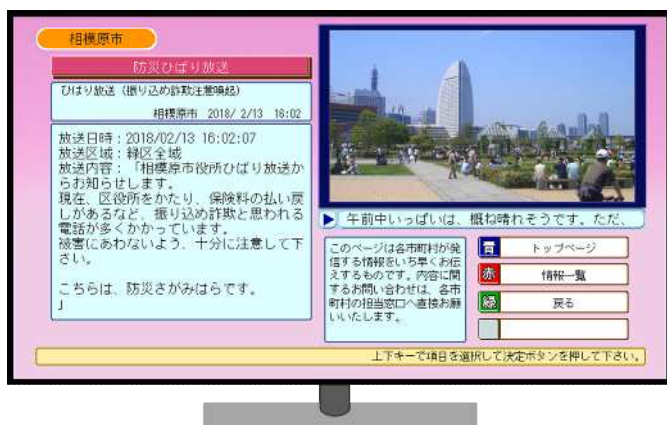 相模原市
防災ひばり放送
ひばり放送（振り込め詐欺注意喚起）
相模原市　2018/ 2/13　16:02
放送日時：2018/02/13 16:02:07
放送区域：緑区全域
放送内容：「相模原市役所ひばり放送か
らお知らせします。
現在、区役所をかたり、保険料の払い戻
しがあるなど、振り込め詐欺と思われる
電話が多くかかっています。
被害にあわないよう、十分に注意して下
さい。
こちらは、防災さがみはらです。
」
午前中いっぱいは、概ね晴れそうです。ただ、
このページは各市町村が発
信する情報をいち早くお伝
えするものです。内容に関
するお問い合わせは、各市
町村の担当窓口へ直接お願
いいたします。
青 トップページ
赤 情報一覧
緑 戻る
上下キーで項目を選択して決定ボタンを押して下さい。